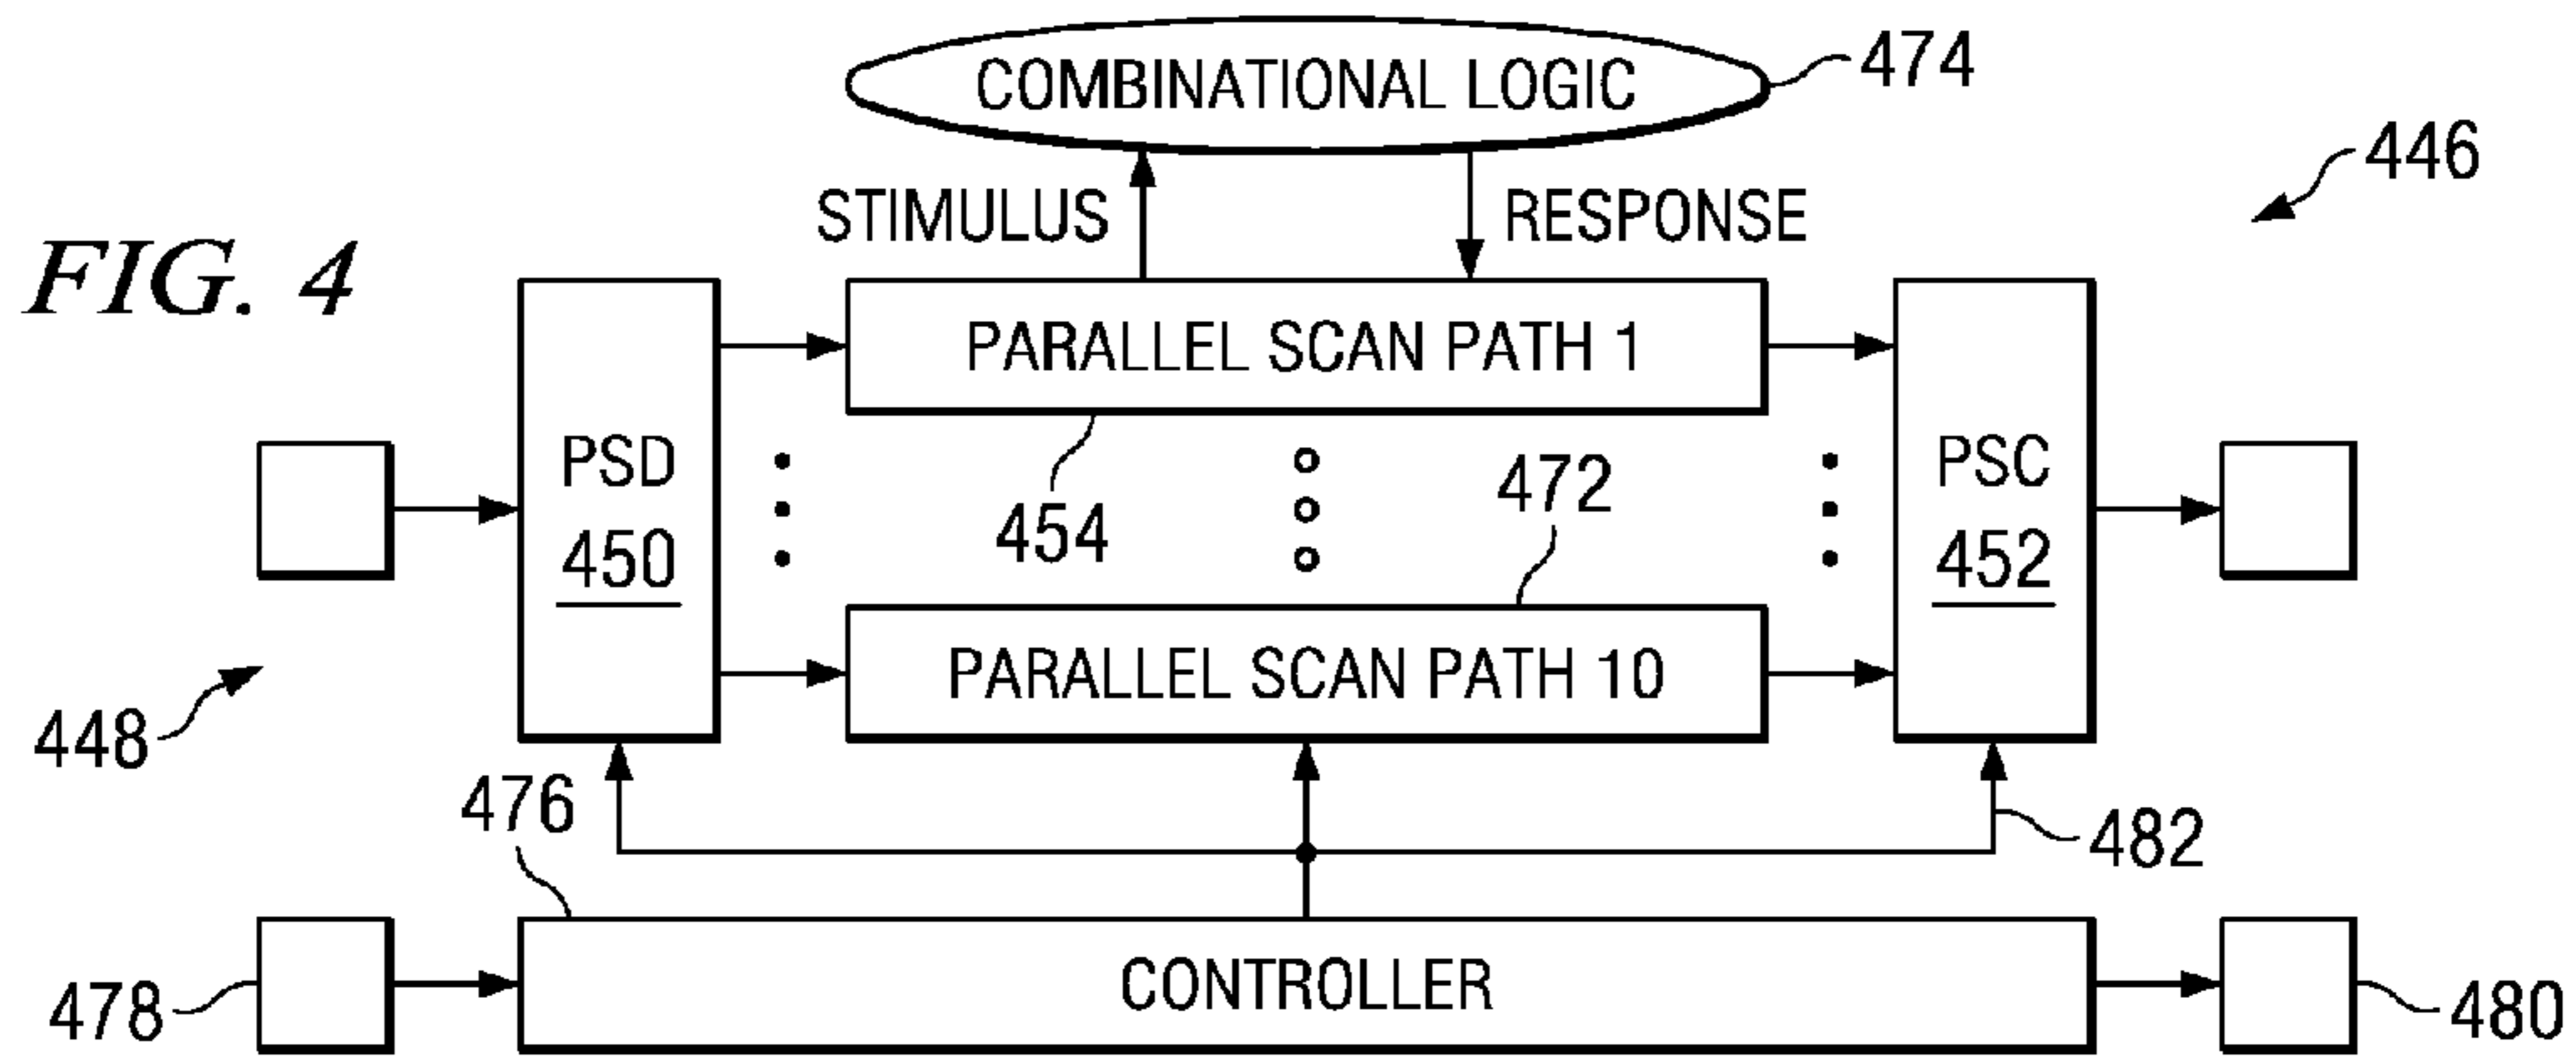 FIG. 4
COMBINATIONAL LOGIC
474
446
STIMULUS
RESPONSE
PARALLEL SCAN PATH 1
PSD
450
454
472
PSC
452
PARALLEL SCAN PATH 10
448
476
482
478
CONTROLLER
480